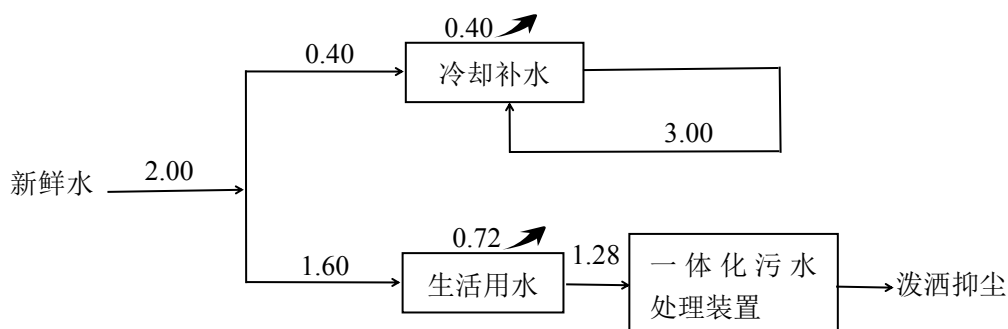 0.40
0.40
冷却补水
3.00
新鲜水
2.00
0.72
1.60
生活用水
1.28
一体化污水
处理装置
泼洒抑尘